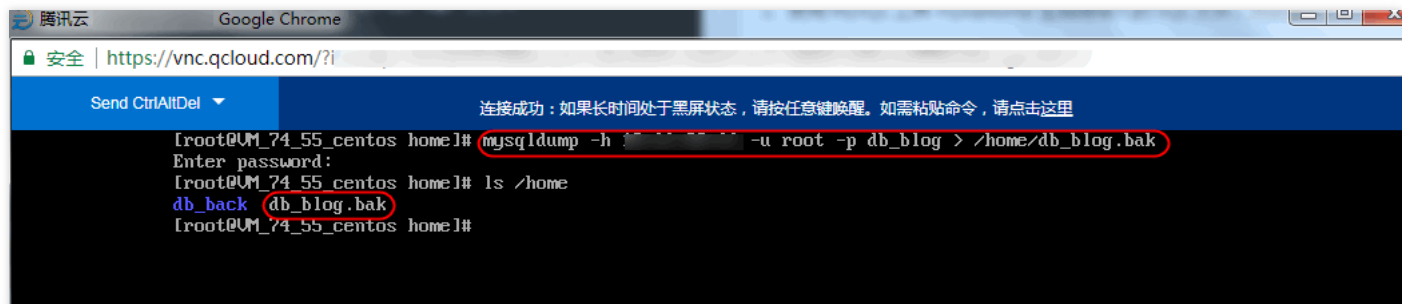 腾讯云 Google Chrome
安全 | https://vnc.qcloud.com/?i
Send CtrlAltDel
连接成功：如果长时间处于黑屏状态，请按任意键唤醒。如需粘贴命令，请点击这里
[root@VM_74_55_centos home]# mysqldump -h -u root -p db_blog > /home/db_blog.bak
Enter password:
[root@VM_74_55_centos home]# ls /home
db_back db_blog.bak
[root@VM_74_55_centos home]#